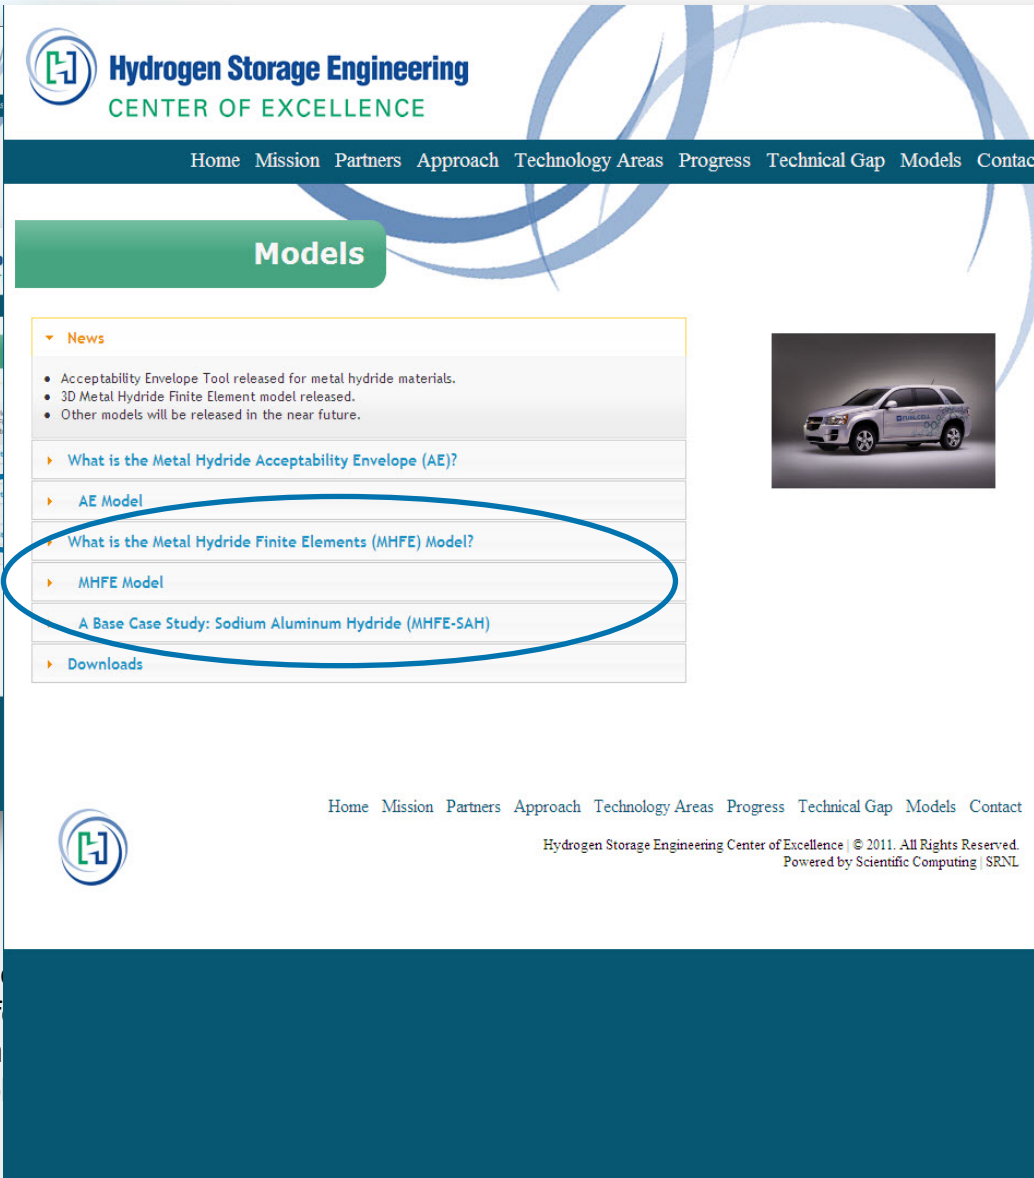 Hydrogen Storage Engineering
CENTER OF EXCELLENCE
Home Mission Partners Approach Technology Areas Progress Technical Gap Models Contac
Models
News
Acceptability Envelope Tool released for metal hydride materials.
3D Metal Hydride Finite Element model released.
Other models will be released in the near future.
What is the Metal Hydride Acceptability Envelope (AE)?
AE Model
What is the Metal Hydride Finite Elements (MHFE) Model?
MHFE Model
A Base Case Study: Sodium Aluminum Hydride (MHFE-SAH)
Downloads
FUELCELL
Home Mission Partners Approach Technology Areas Progress Technical Gap Models Contact
Hydrogen Storage Engineering Center of Excellence | © 2011. All Rights Reserved.
Powered by Scientific Computing | SRNL